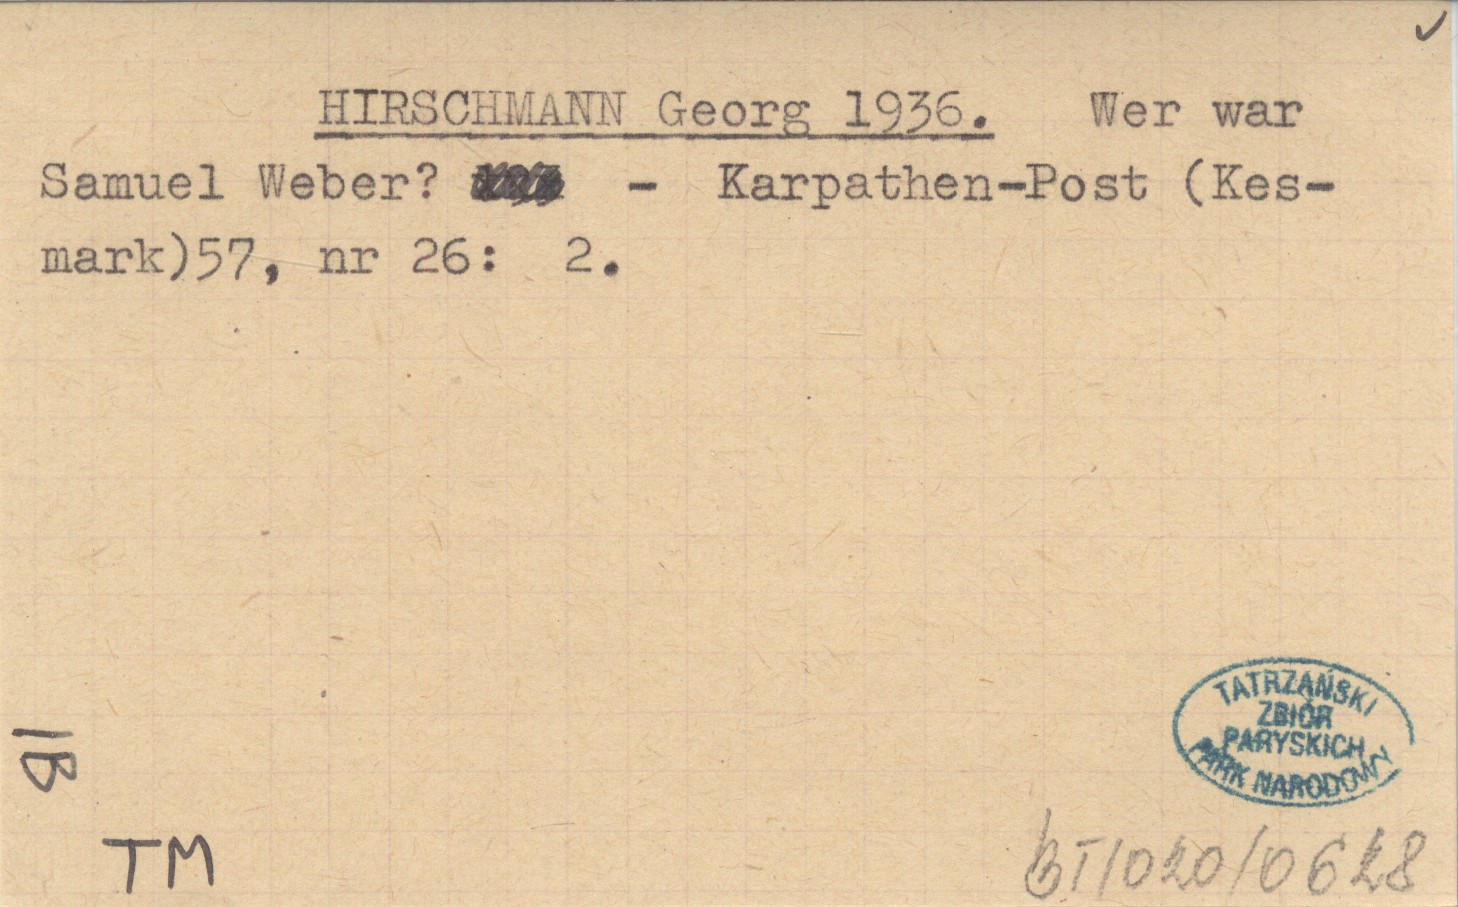 HIRSCHMANN Georg 1936. Wer war
Samuel Weber? - Karpathen-Post (Kes-
mark)57, nr 26: 2.
TATRZAŃSKI
ZBIÓR
PARYSKICH
PARK NARODOWY
TM
BT/020/0628